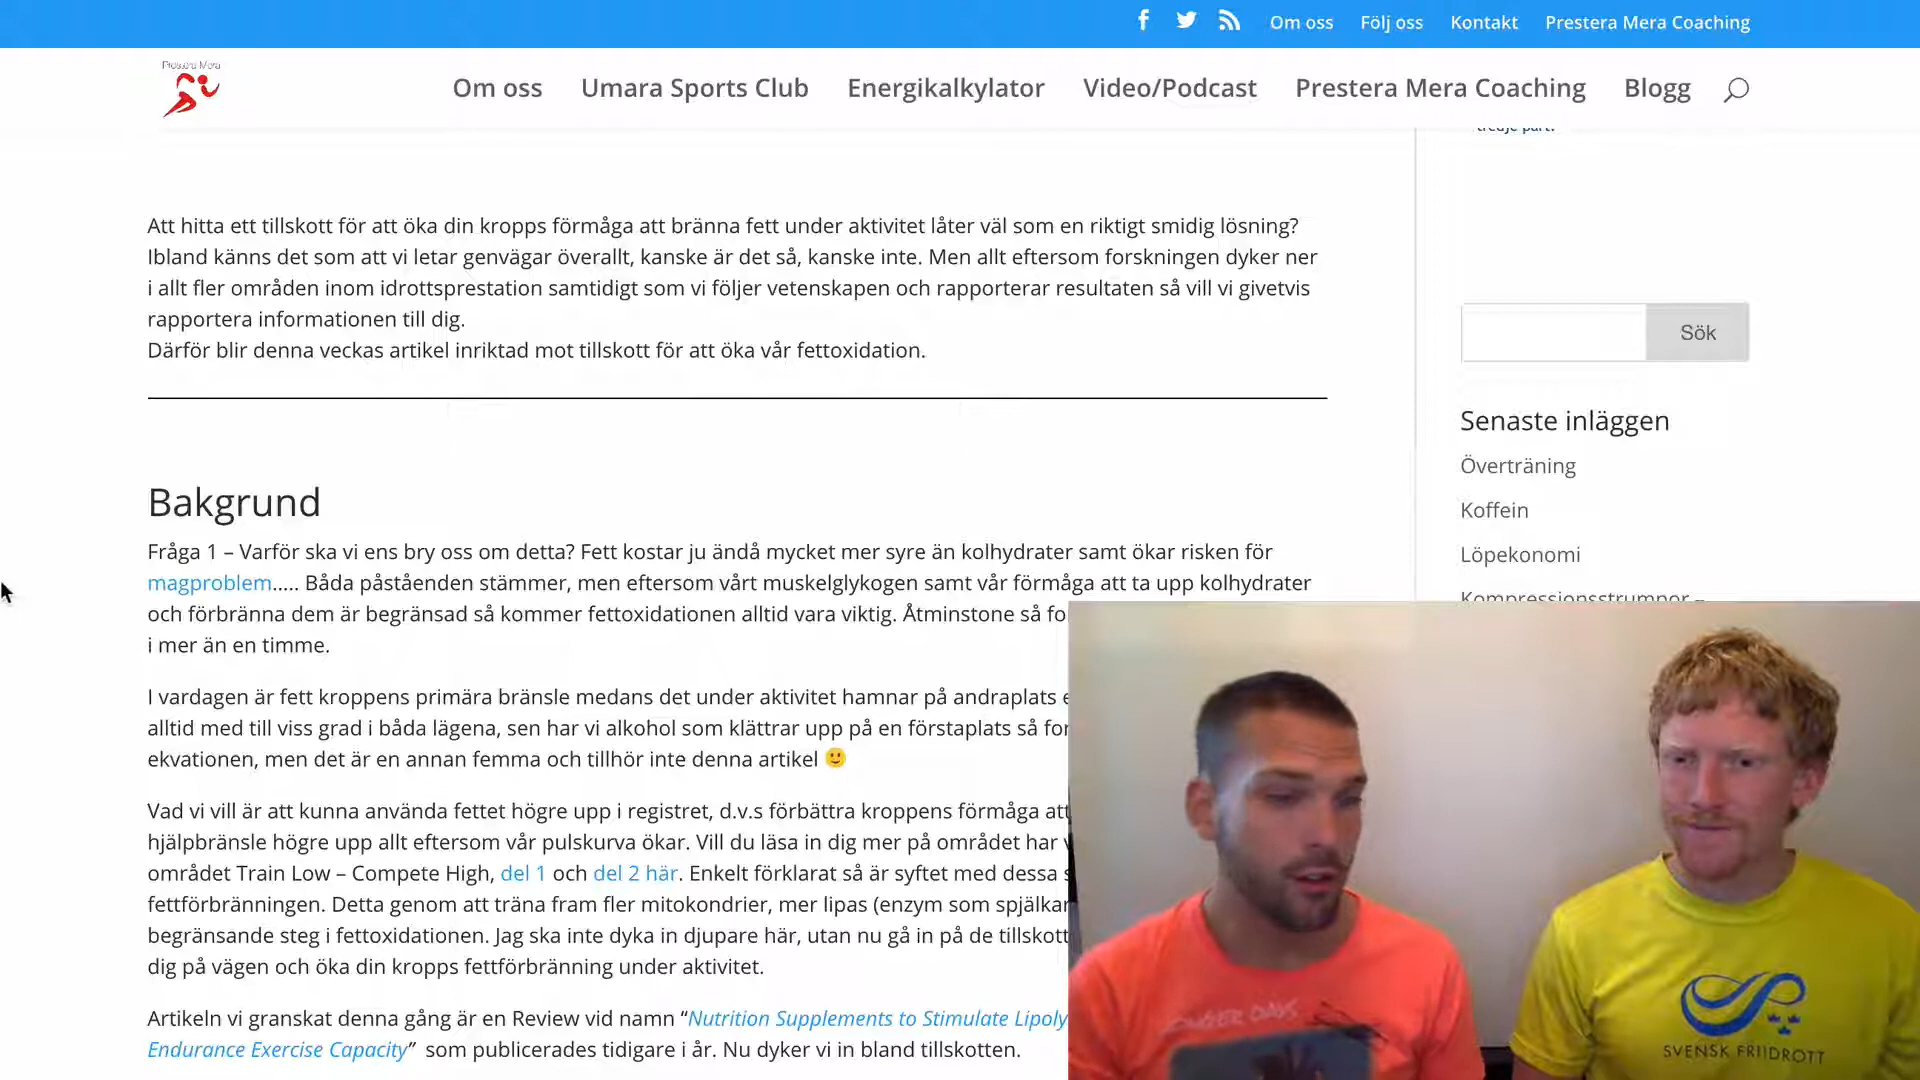 Om oss Följ oss Kontakt Prestera Mera Coaching
Prestera Mera
Om oss Umara Sports Club Energikalkylator Video/Podcast Prestera Mera Coaching Blogg
tredje part.
Att hitta ett tillskott för att öka din kropps förmåga att bränna fett under aktivitet låter väl som en riktigt smidig lösning?
Ibland känns det som att vi letar genvägar överallt, kanske är det så, kanske inte. Men allt eftersom forskningen dyker ner
i allt fler områden inom idrottsprestation samtidigt som vi följer vetenskapen och rapporterar resultaten så vill vi givetvis
rapportera informationen till dig.
Därför blir denna veckas artikel inriktad mot tillskott för att öka vår fettoxidation.
Bakgrund
Fråga 1 – Varför ska vi ens bry oss om detta? Fett kostar ju ändå mycket mer syre än kolhydrater samt ökar risken för
magproblem….. Båda påståenden stämmer, men eftersom vårt muskelglykogen samt vår förmåga att ta upp kolhydrater
och förbränna dem är begränsad så kommer fettoxidationen alltid vara viktig. Åtminstone så fo
i mer än en timme.
I vardagen är fett kroppens primära bränsle medans det under aktivitet hamnar på andraplats e
alltid med till viss grad i båda lägena, sen har vi alkohol som klättrar upp på en förstaplats så for
ekvationen, men det är en annan femma och tillhör inte denna artikel 🙂
Vad vi vill är att kunna använda fettet högre upp i registret, d.v.s förbättra kroppens förmåga att
hjälpbränsle högre upp allt eftersom vår pulskurva ökar. Vill du läsa in dig mer på området har v
området Train Low – Compete High, del 1 och del 2 här. Enkelt förklarat så är syftet med dessa s
fettförbränningen. Detta genom att träna fram fler mitokondrier, mer lipas (enzym som spjälkar
begränsande steg i fettoxidationen. Jag ska inte dyka in djupare här, utan nu gå in på de tillskott
dig på vägen och öka din kropps fettförbränning under aktivitet.
Artikeln vi granskat denna gång är en Review vid namn “Nutrition Supplements to Stimulate Lipoly
Endurance Exercise Capacity” som publicerades tidigare i år. Nu dyker vi in bland tillskotten.
Sök
Senaste inläggen
Överträning
Koffein
Löpekonomi
Kompressionsstrumpor –
DAYS
SVENSK FRIIDROTT